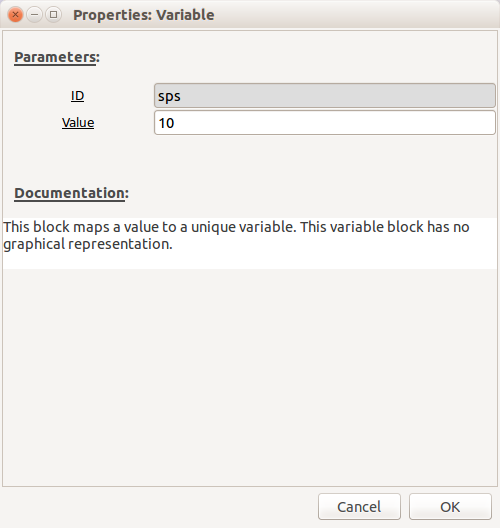 Properties: Variable
Parameters:
ID
sps
Value
10
Documentation:
This block maps a value to a unique variable. This variable block has no
graphical representation.
Cancel
OK